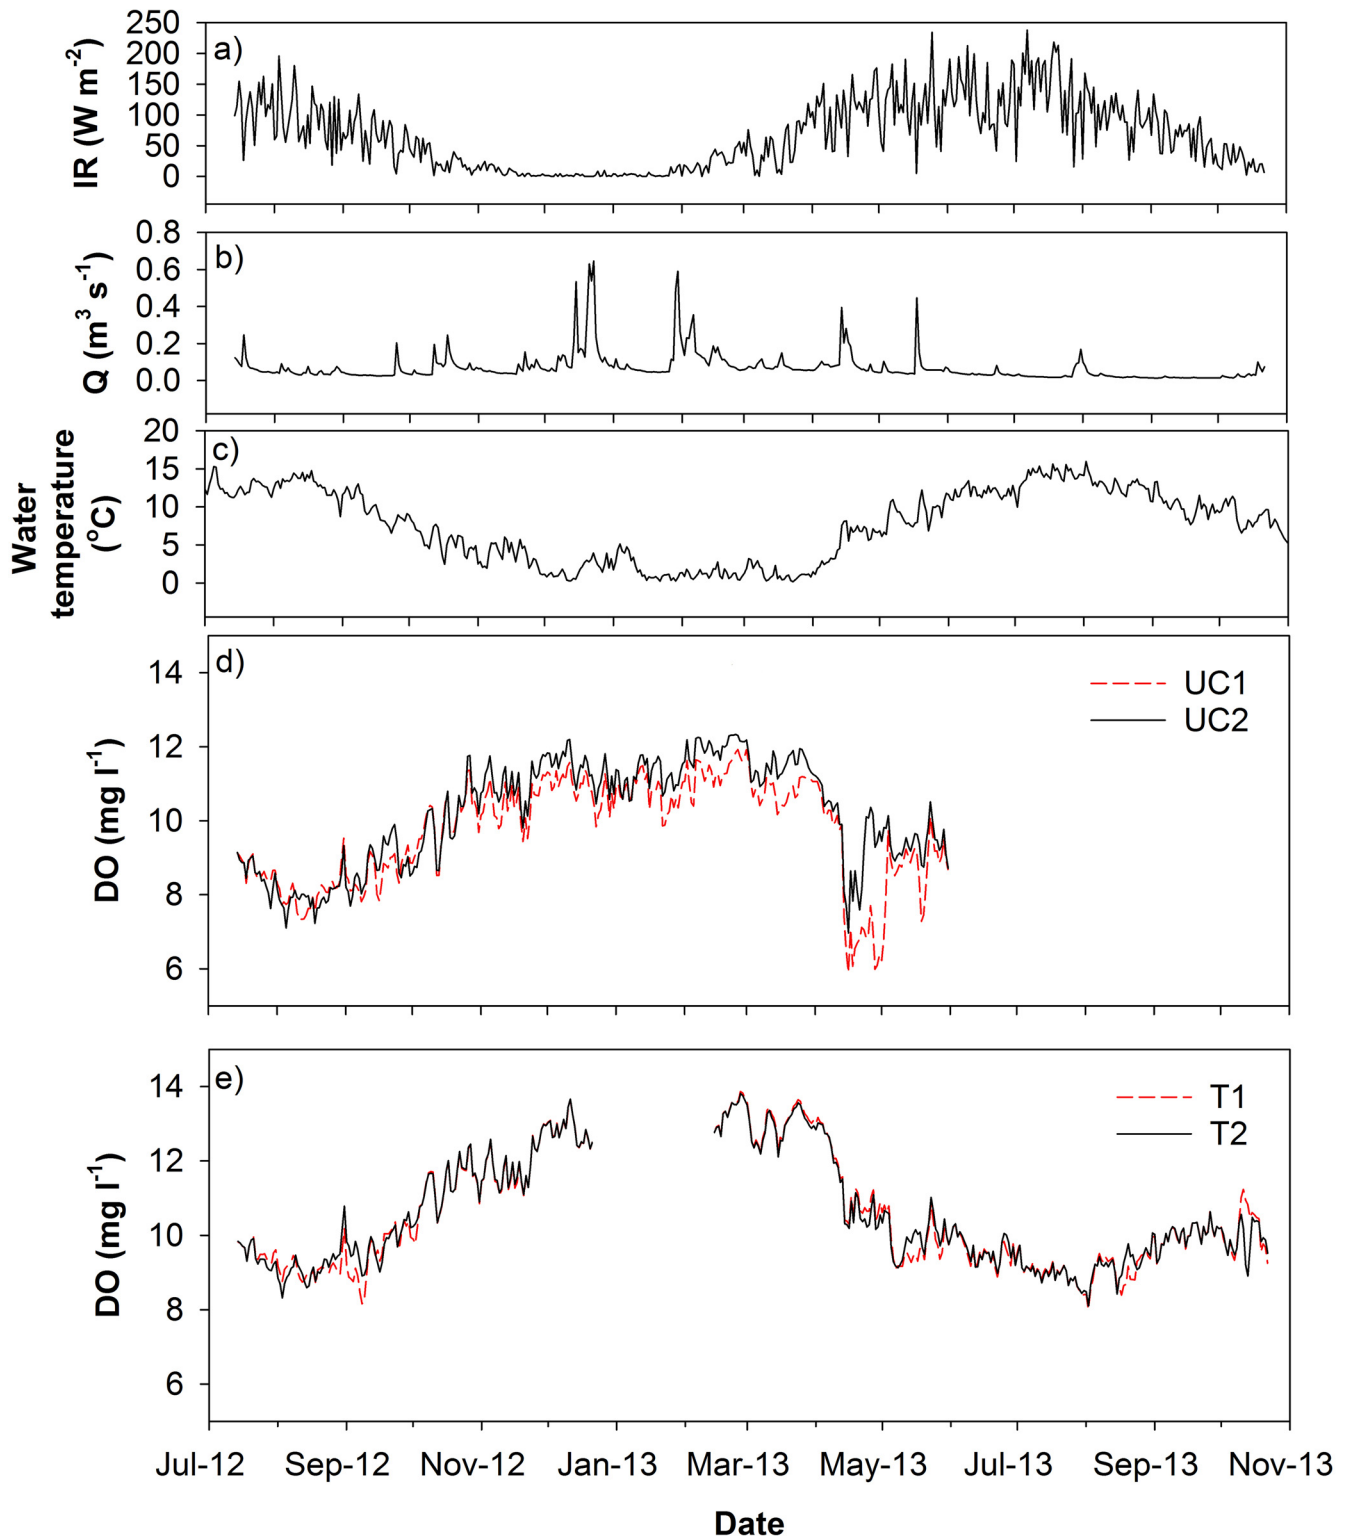 a)
IR (W m-2)
250
200
150
100
50
0
b)
Q (m3 s-1)
0.8
0.6
0.4
0.2
0.0
c)
Water
temperature
(oC)
20
15
10
5
0
d)
DO (mg l-1)
14
12
10
8
6
UC1
UC2
e)
DO (mg l-1)
14
12
10
8
6
T1
T2
Jul-12 Sep-12 Nov-12 Jan-13 Mar-13 May-13 Jul-13 Sep-13 Nov-13
Date